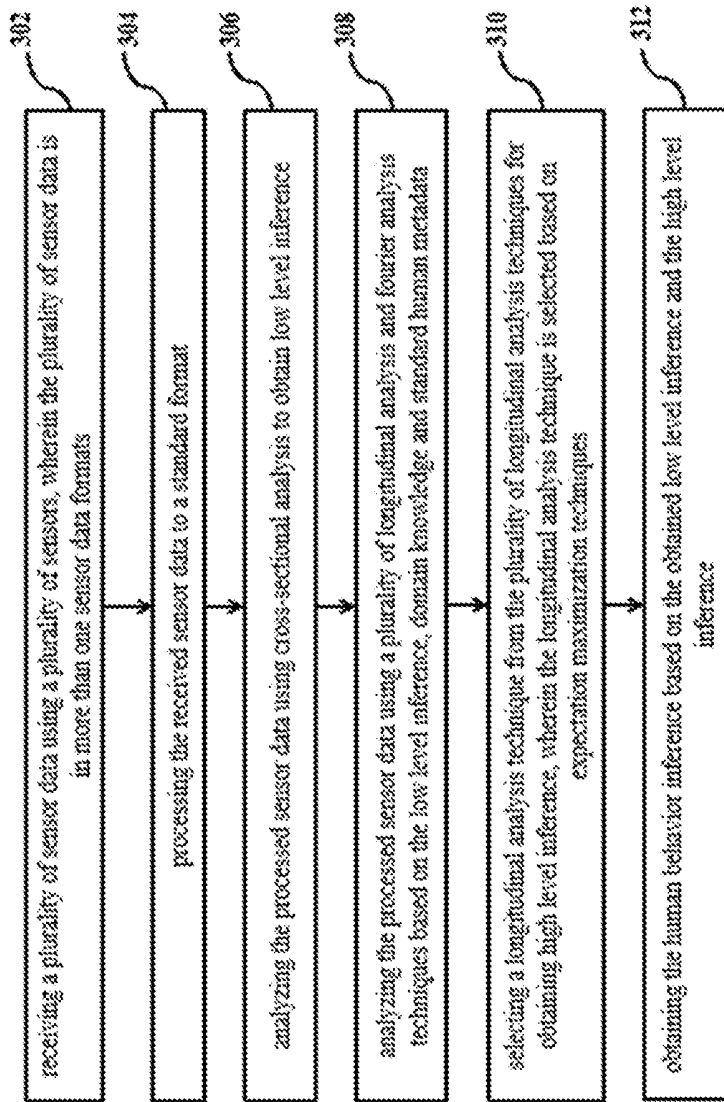 302
receiving a plurality of sensor data using a plurality of sensors, wherein the plurality of sensor data is
in more than one sensor data formats
304
processing the received sensor data to a standard format
306
analyzing the processed sensor data using cross-sectional analysis to obtain low level inference
308
analyzing the processed sensor data using a plurality of longitudinal analysis and fourier analysis
techniques based on the low level inference, domain knowledge and standard human metadata
310
selecting a longitudinal analysis technique from the plurality of longitudinal analysis techniques for
obtaining high level inference, wherein the longitudinal analysis technique is selected based on
expectation maximization techniques
312
obtaining the human behavior inference based on the obtained low level inference and the high level
inference